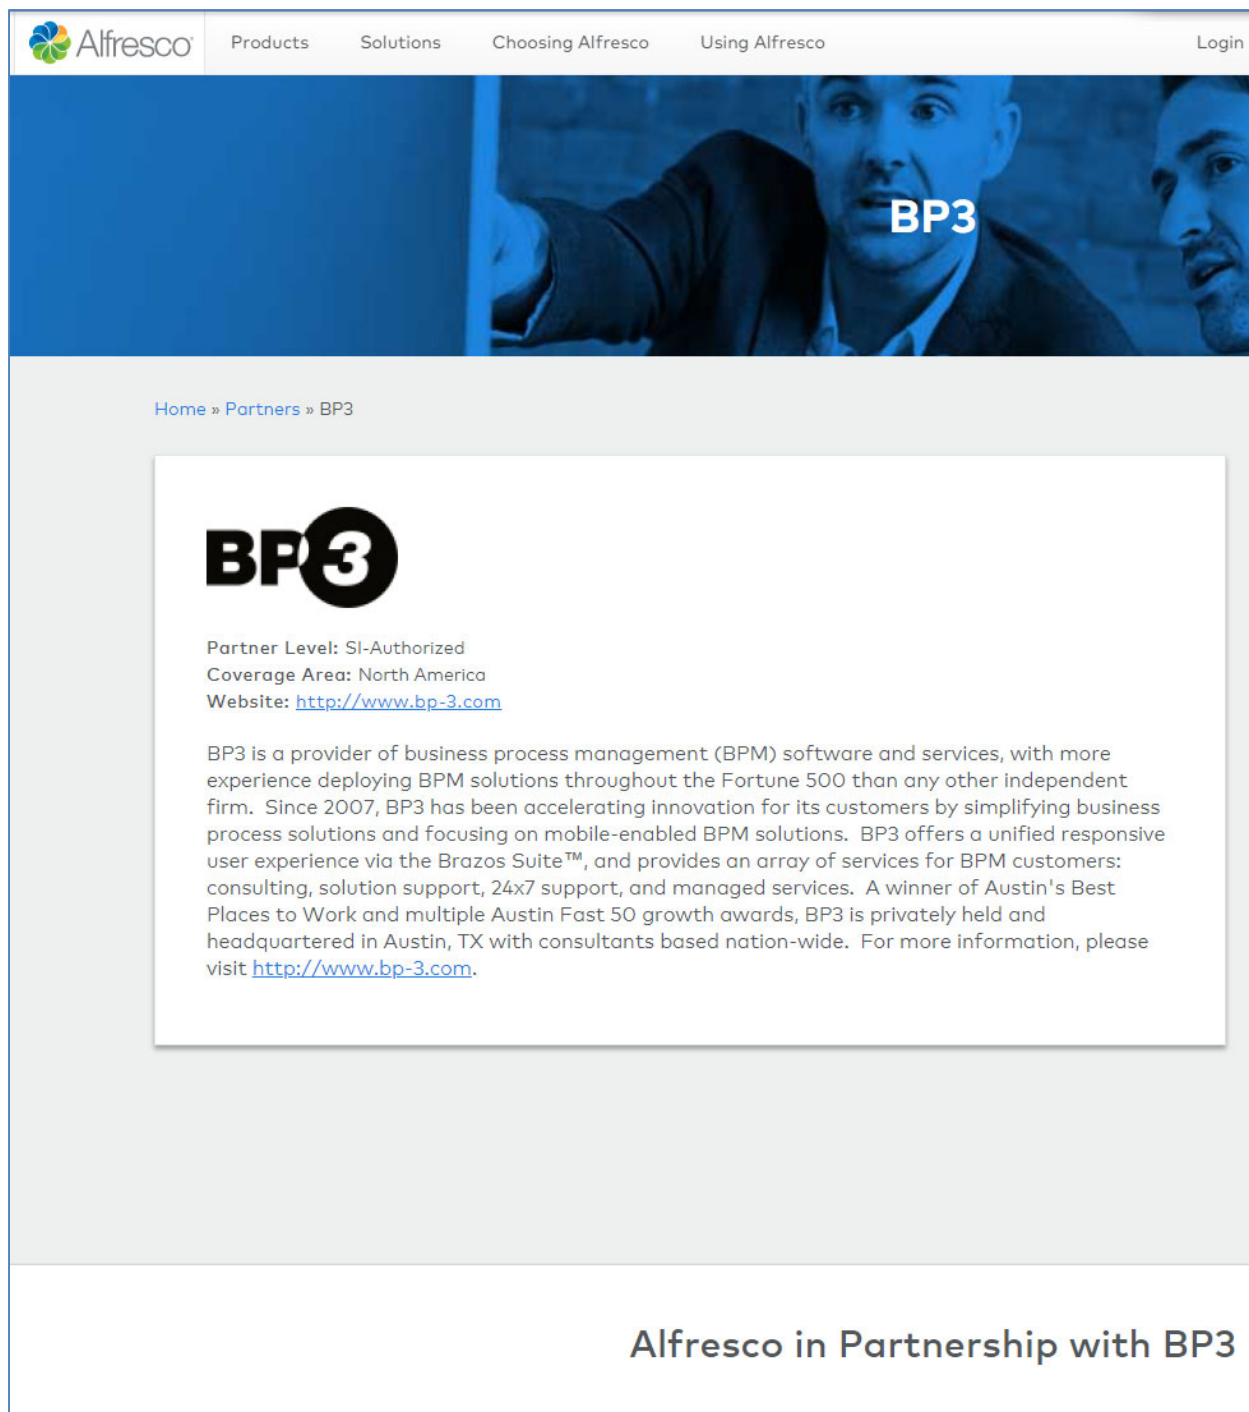 Alfresco
Products
Solutions
Choosing Alfresco
Using Alfresco
Login
BP3
Home » Partners » BP3
BP3
Partner Level: SI-Authorized
Coverage Area: North America
Website: http://www.bp-3.com
BP3 is a provider of business process management (BPM) software and services, with more
experience deploying BPM solutions throughout the Fortune 500 than any other independent
firm.  Since 2007, BP3 has been accelerating innovation for its customers by simplifying business
process solutions and focusing on mobile-enabled BPM solutions.  BP3 offers a unified responsive
user experience via the Brazos Suite™, and provides an array of services for BPM customers:
consulting, solution support, 24x7 support, and managed services.  A winner of Austin's Best
Places to Work and multiple Austin Fast 50 growth awards, BP3 is privately held and
headquartered in Austin, TX with consultants based nation-wide.  For more information, please
visit http://www.bp-3.com.
Alfresco in Partnership with BP3